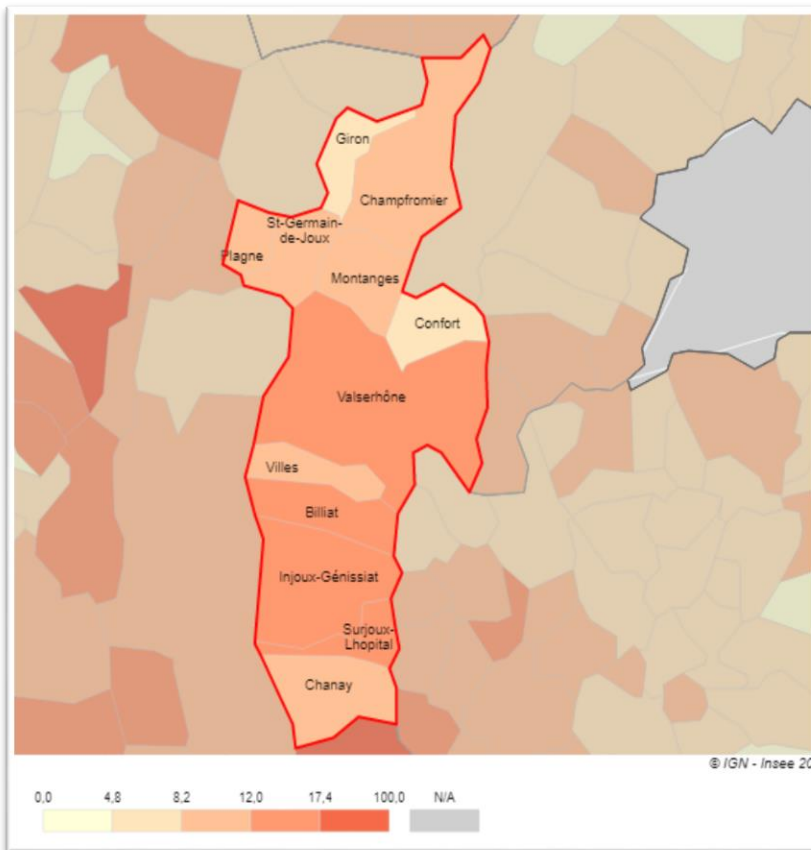 Giron
Champfromier
St-Germain-
de-Joux
Plagne
Montanges
Confort
Valserhône
Villes
Billiat
Injoux-Génissiat
Surjoux-
Lhopital
Chanay
© IGN - Insee 20
0,0 4,8 8,2 12,0 17,4 100,0 N/A